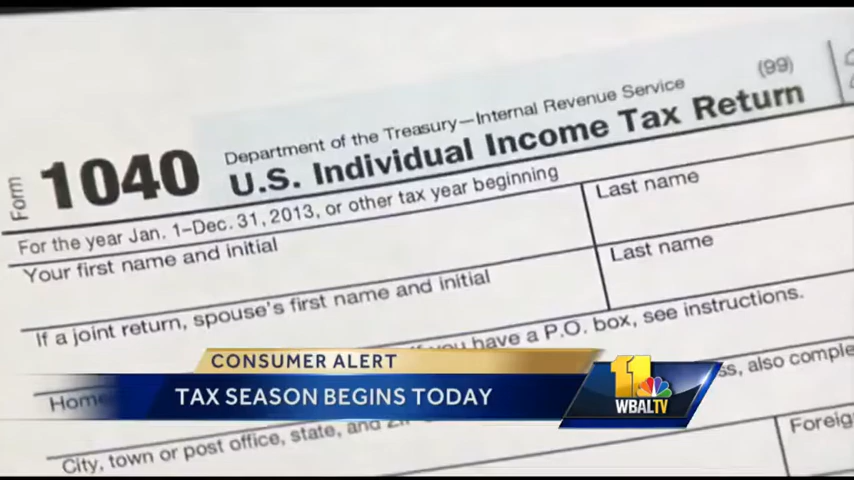 Form 1040
Department of the Treasury—Internal Revenue Service
(99)
U.S. Individual Income Tax Return
For the year Jan. 1–Dec. 31, 2013, or other tax year beginning
Your first name and initial
Last name
If a joint return, spouse's first name and initial
Last name
you have a P.O. box, see instructions.
Home
also
City, town or post office, state, and
Foreig
CONSUMER ALERT
TAX SEASON BEGINS TODAY
11
WBALTV